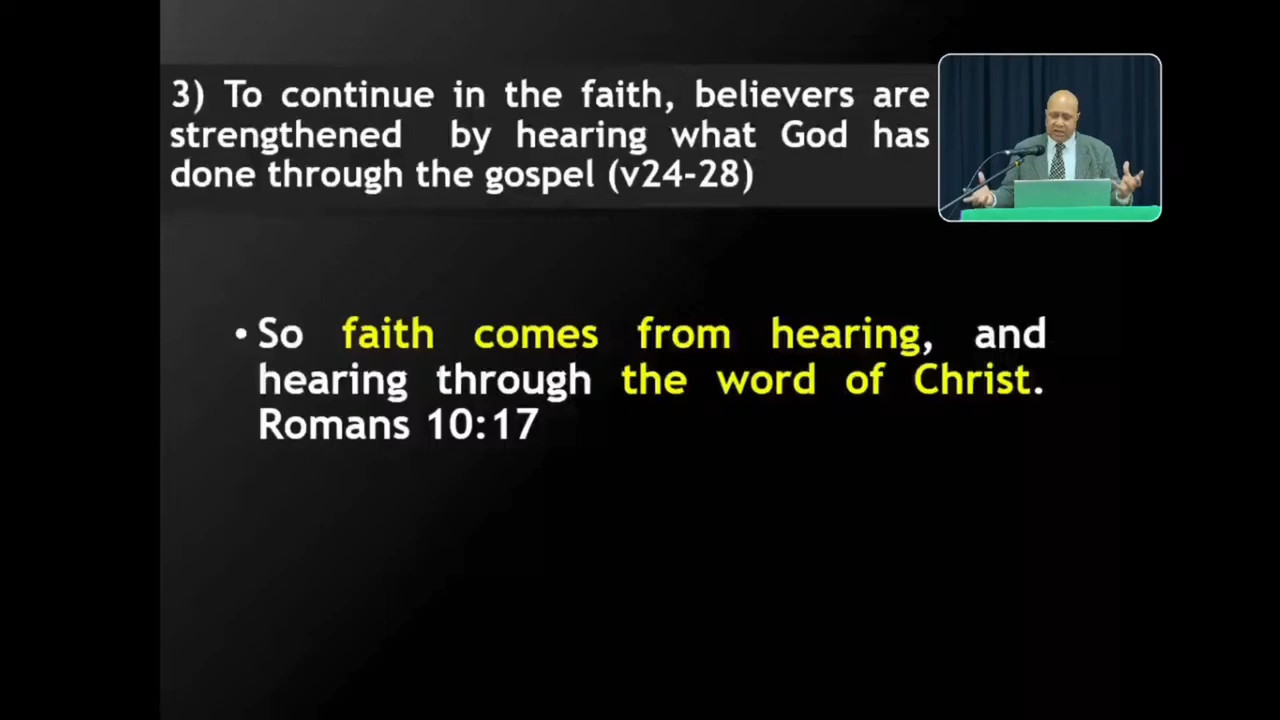 3) To continue in the faith, believers are
strengthened by hearing what God has
done through the gospel (v24-28)
• So faith comes from hearing, and
hearing through the word of Christ.
Romans 10:17